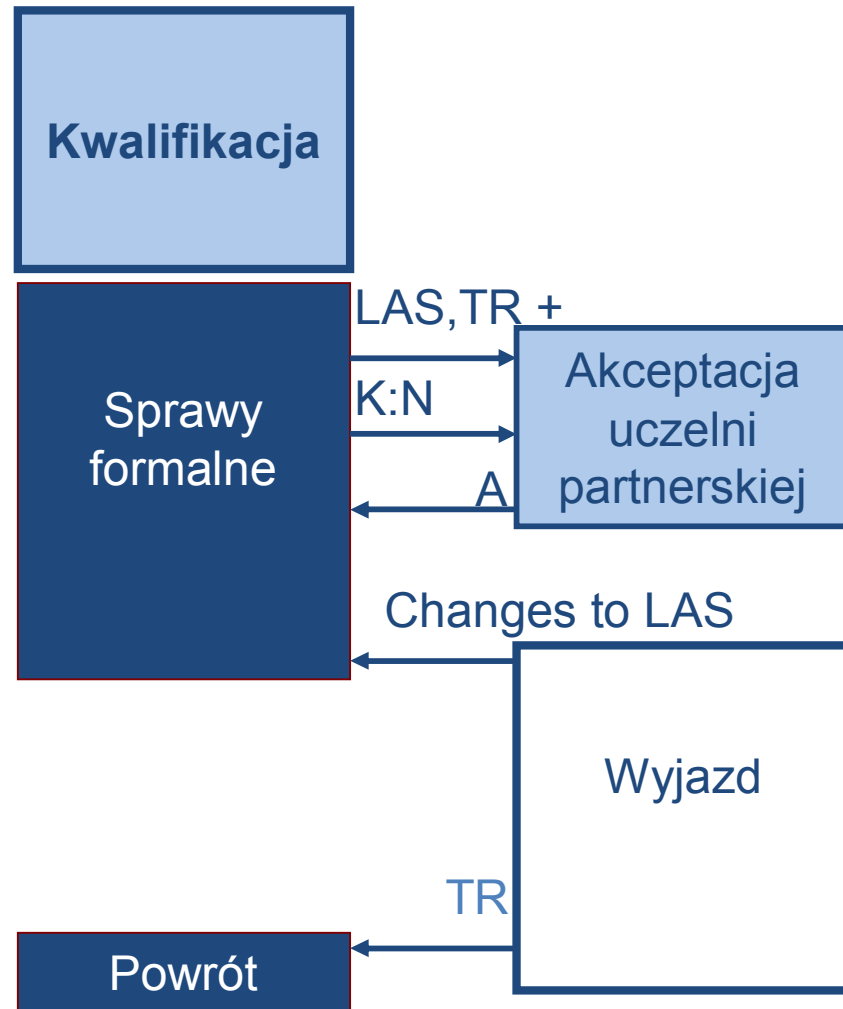 Kwalifikacja
LAS,TR +
Sprawy
formalne
K:N
A
Akceptacja
uczelni
partnerskiej
Changes to LAS
Wyjazd
TR
Powrót